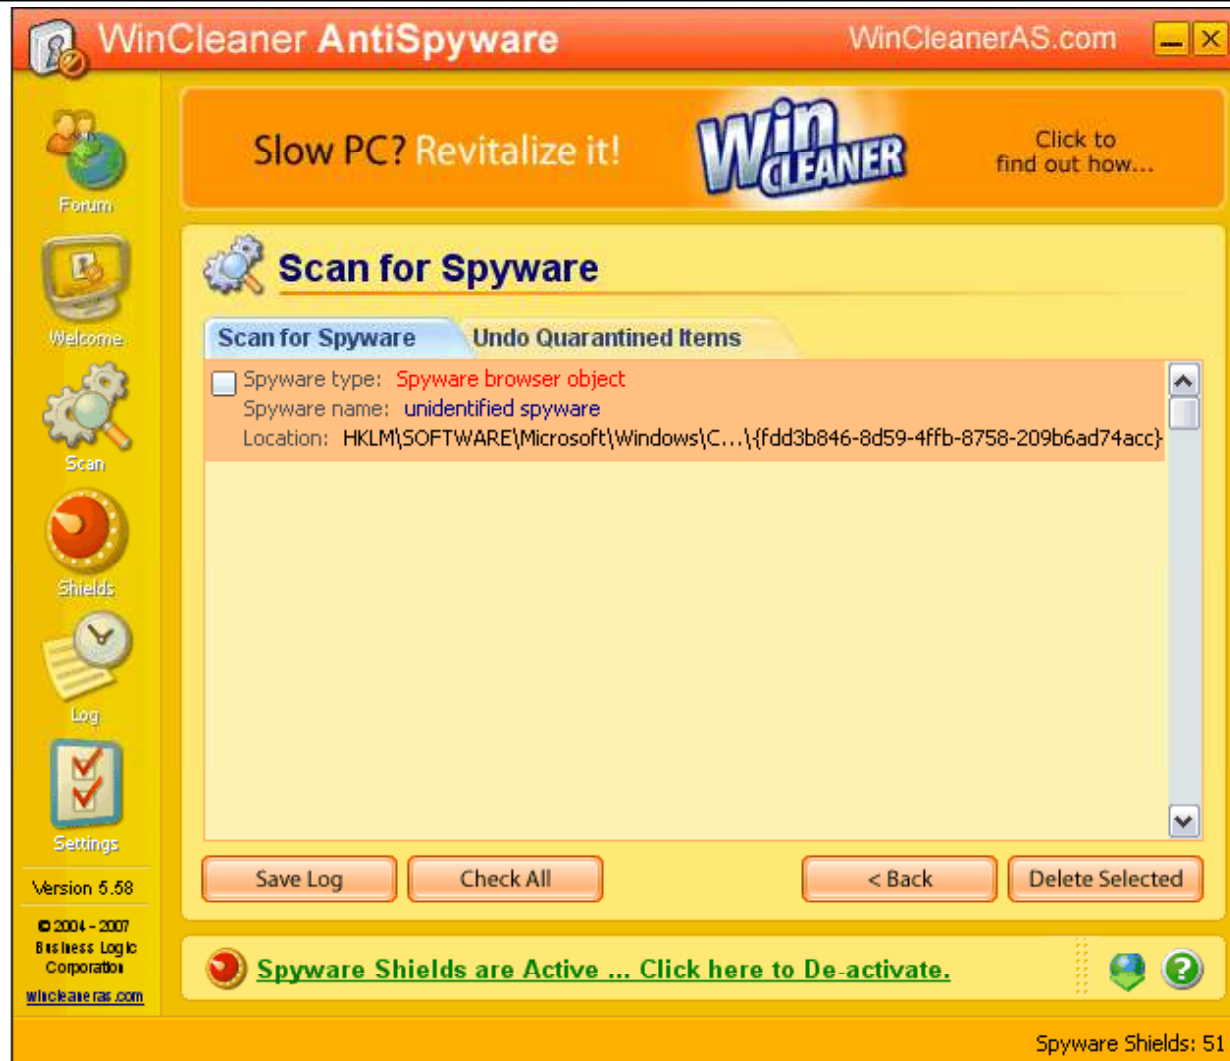 WinCleaner AntiSpyware
WinCleanerAS.com
Slow PC? Revitalize it!
Win CLEANER
Click to
find out how...
Forum
Welcome
Scan
Shields
Log
Settings
Version 5.58
© 2004 - 2007
Business Logic
Corporation
wincleaneras.com
Scan for Spyware
Scan for Spyware
Undo Quarantined Items
Spyware type: Spyware browser object
Spyware name: unidentified spyware
Location: HKLM\SOFTWARE\Microsoft\Windows\C...\{fdd3b846-8d59-4ffb-8758-209b6ad74acc}
Save Log
Check All
< Back
Delete Selected
Spyware Shields are Active ... Click here to De-activate.
Spyware Shields: 51